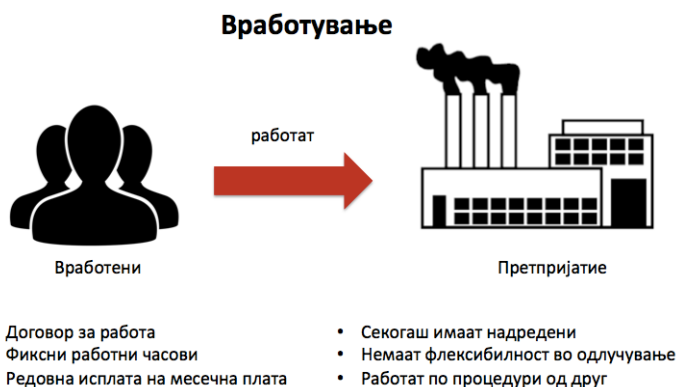 Вработување
работат
Вработени
Претпријатие
Договор за работа
Фиксни работни часови
Редовна исплата на месечна плата
• Секогаш имаат надредени
• Немаат флексибилност во одлучување
• Работат по процедури од друг